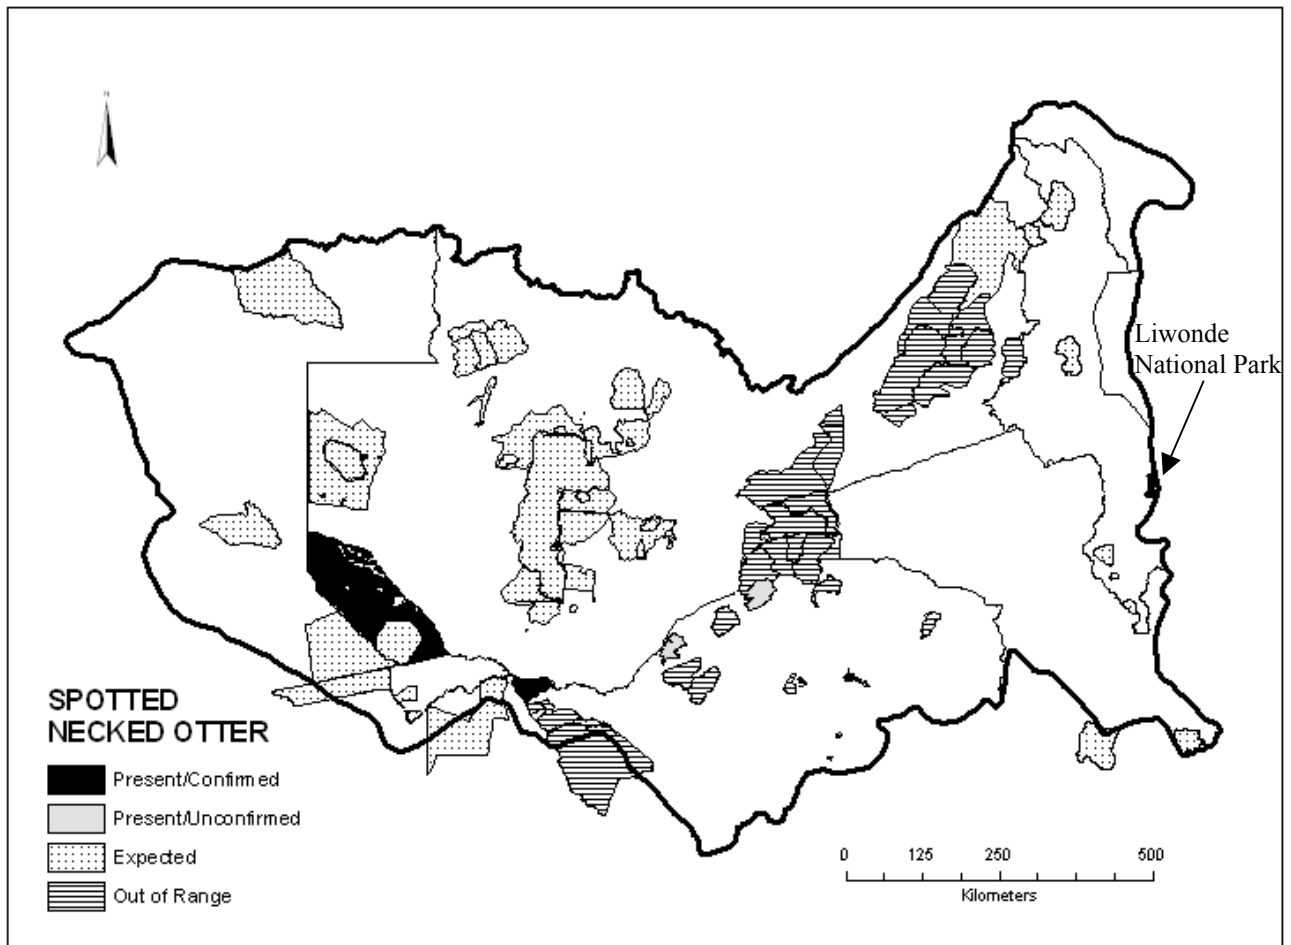 Liwonde
National Park
SPOTTED
NECKED OTTER
Present/Confirmed
Present/Unconfirmed
Expected
Out of Range
0 125 250 500
Kilometers